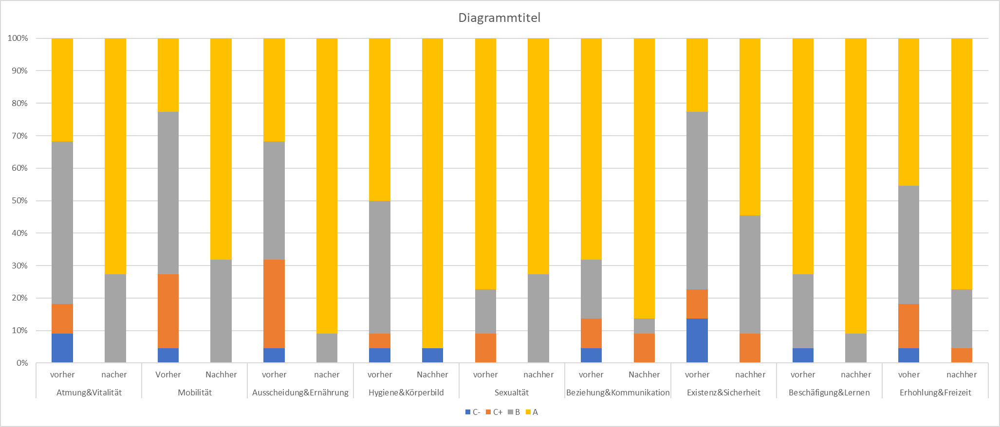 Diagrammtitel
100%
90%
80%
70%
60%
50%
40%
30%
20%
10%
0%
vorher nacher Vorher Nachher vorher nacher vorher Nachher vorher nachher vorher Nachher vorher nachher vorher nachher voher nachher
Atmung&Vitalität Mobilität Ausscheidung&Ernährung Hygiene&Körperbild Sexualtät Beziehung&Kommunikation Existenz&Sicherheit Beschäfigung&Lernen Erhohlung&Freizeit
C- C+ B A